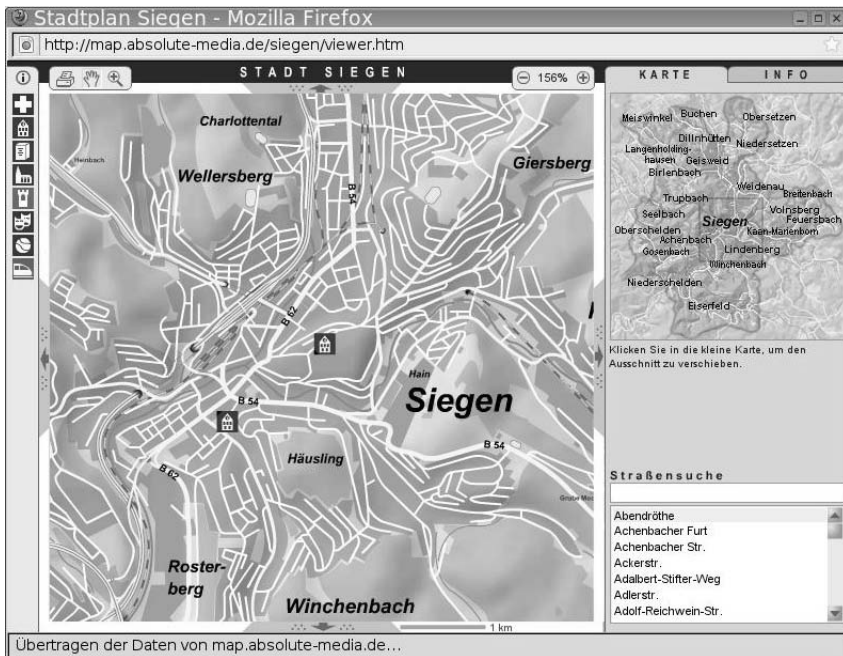 Stadtplan Siegen - Mozilla Firefox
http://map.absolute-media.de/siegen/viewer.htm
STADT SIEGEN
156%
KARTE
INFO
Charlottental
Heinbach
Wellersberg
Giersberg
B 54
B 62
Hain
Siegen
B 54
B 54
Häusling
B 62
Roster-
berg
Winchenbach
1 km
Meiswinkel
Buchen
Obersetzen
Dillnhütten
Niedersetzen
Langenholding-
hausen
Geisweid
Birlenbach
Weidenau
Breitenbach
Trupbach
Volnsberg
Seelbach
Siegen
Feuersbach
Oberschelden
Kaan-Marienborn
Achenbach
Gosenbach
Lindenberg
Winchenbach
Niederschelden
Eiserfeld
Klicken Sie in die kleine Karte, um den
Ausschnitt zu verschieben.
Straßensuche
Abendröthe
Achenbacher Furt
Achenbacher Str.
Ackerstr.
Adalbert-Stifter-Weg
Adlerstr.
Adolf-Reichwein-Str.
Übertragen der Daten von map.absolute-media.de...